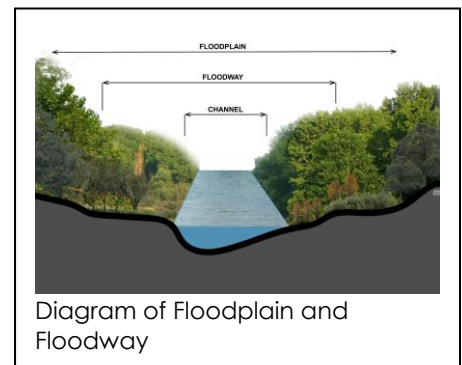 FLOODPLAIN
FLOODWAY
CHANNEL
Diagram of Floodplain and
Floodway